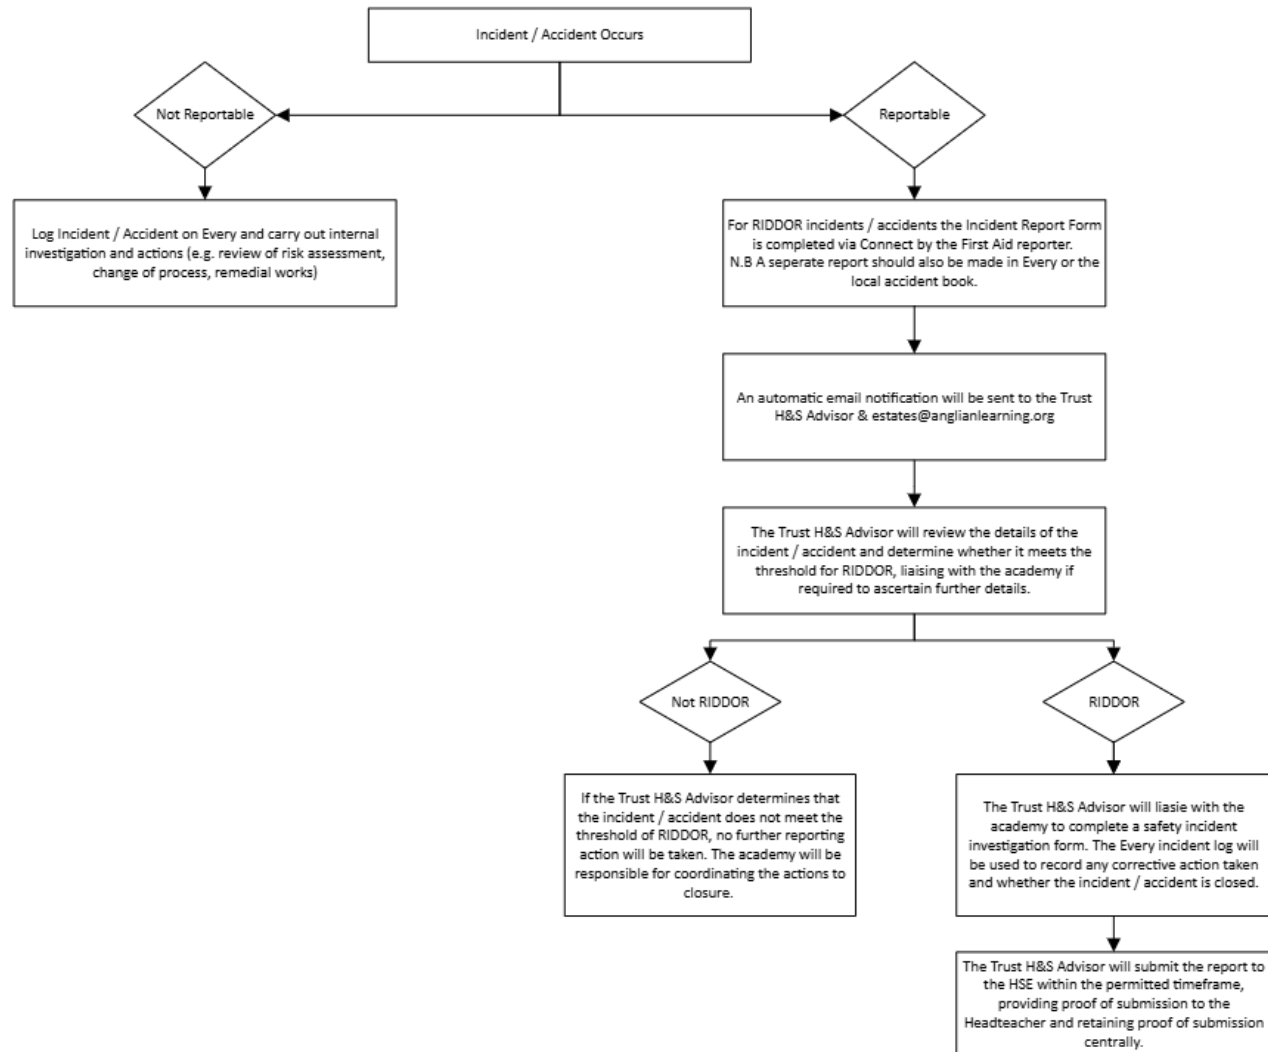 Incident / Accident Occurs
Not Reportable
Reportable
Log Incident / Accident on Every and carry out internal
investigation and actions (e.g. review of risk assessment,
change of process, remedial works)
For RIDDOR incidents / accidents the Incident Report Form
is completed via Connect by the First Aid reporter.
N.B A seperate report should also be made in Every or the
local accident book.
An automatic email notification will be sent to the Trust
H&S Advisor & estates@anglianlearning.org
The Trust H&S Advisor will review the details of the
incident / accident and determine whether it meets the
threshold for RIDDOR, liaising with the academy if
required to ascertain further details.
Not RIDDOR
RIDDOR
If the Trust H&S Advisor determines that
the incident / accident does not meet the
threshold of RIDDOR, no further reporting
action will be taken. The academy will be
responsible for coordinating the actions to
closure.
The Trust H&S Advisor will liasie with the
academy to complete a safety incident
investigation form. The Every incident log will
be used to record any corrective action taken
and whether the incident / accident is closed.
The Trust H&S Advisor will submit the report to
the HSE within the permitted timeframe,
providing proof of submission to the
Headteacher and retaining proof of submission
centrally.